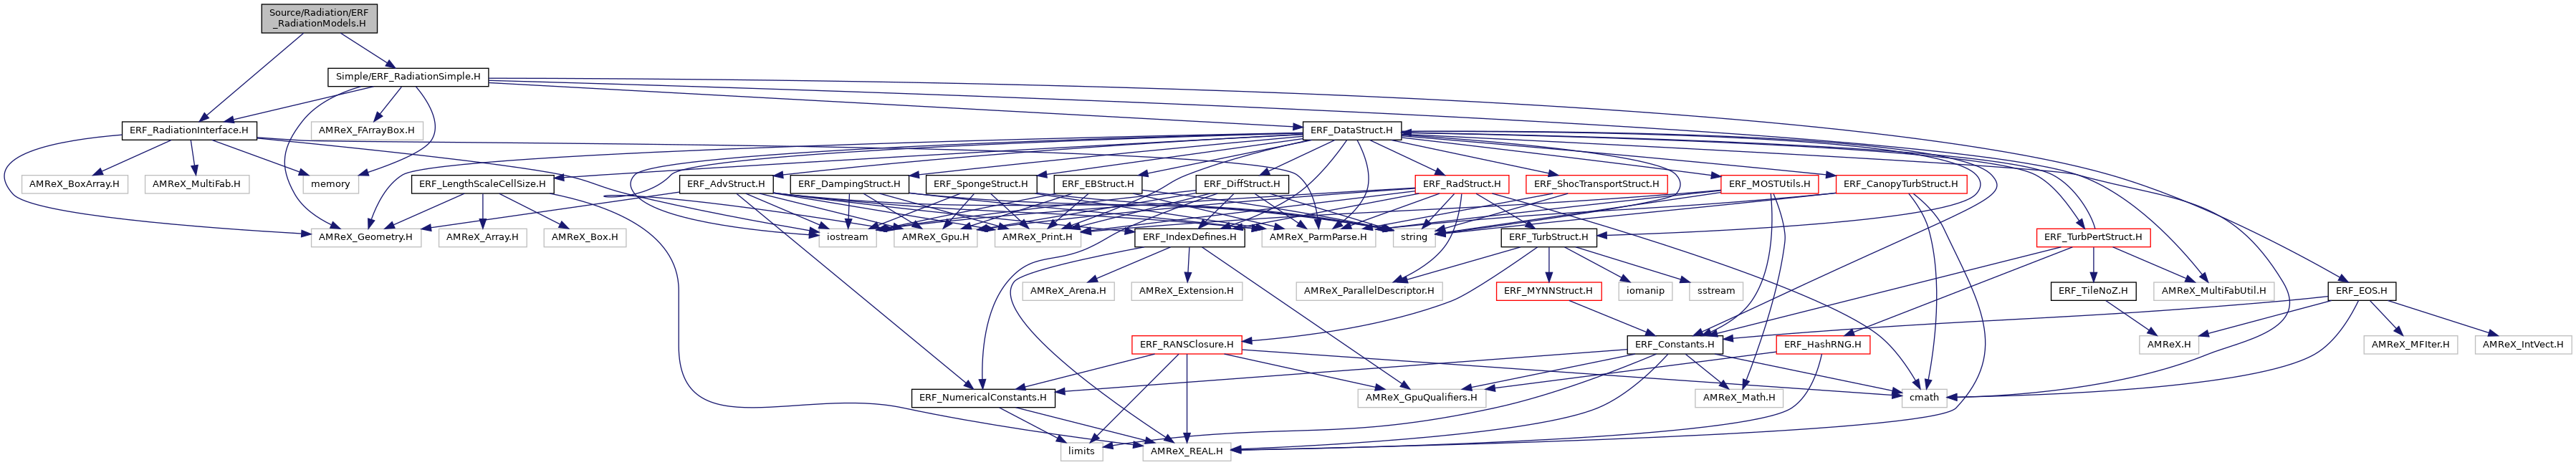 Source/Radiation/ERF
_RadiationModels.H
Simple/ERF_RadiationSimple.H
ERF_RadiationInterface.H
AMReX_FArrayBox.H
ERF_DataStruct.H
AMReX_BoxArray.H
AMReX_MultiFab.H
memory
ERF_LengthScaleCellSize.H
ERF_AdvStruct.H
ERF_DampingStruct.H
ERF_SpongeStruct.H
ERF_EBStruct.H
ERF_DiffStruct.H
ERF_RadStruct.H
ERF_ShocTransportStruct.H
ERF_MOSTUtils.H
ERF_CanopyTurbStruct.H
AMReX_Geometry.H
AMReX_Array.H
AMReX_Box.H
iostream
AMReX_Gpu.H
AMReX_Print.H
ERF_IndexDefines.H
AMReX_ParmParse.H
string
ERF_TurbStruct.H
ERF_TurbPertStruct.H
AMReX_Arena.H
AMReX_Extension.H
AMReX_ParallelDescriptor.H
ERF_MYNNStruct.H
iomanip
sstream
ERF_TileNoZ.H
AMReX_MultiFabUtil.H
ERF_EOS.H
ERF_RANSClosure.H
ERF_Constants.H
ERF_HashRNG.H
AMReX.H
AMReX_MFIter.H
AMReX_IntVect.H
ERF_NumericalConstants.H
AMReX_GpuQualifiers.H
AMReX_Math.H
cmath
limits
AMReX_REAL.H